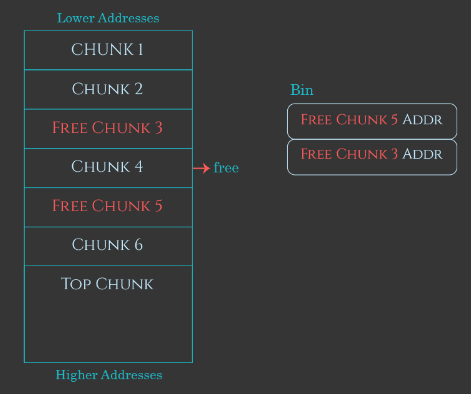 Lower Addresses
CHUNK 1
Chunk 2
Free Chunk 3
Chunk 4
free
Free Chunk 5
Chunk 6
Top Chunk
Higher Addresses
Bin
Free Chunk 5 Addr
Free Chunk 3 Addr